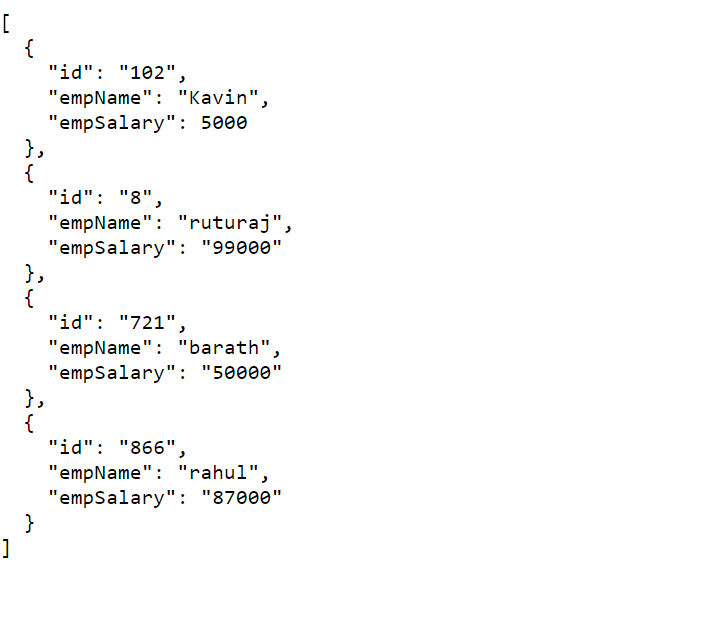 [
  {
    "id": "102",
    "empName": "Kavin",
    "empSalary": 5000
  },
  {
    "id": "8",
    "empName": "ruturaj",
    "empSalary": "99000"
  },
  {
    "id": "721",
    "empName": "barath",
    "empSalary": "50000"
  },
  {
    "id": "866",
    "empName": "rahul",
    "empSalary": "87000"
  }
]